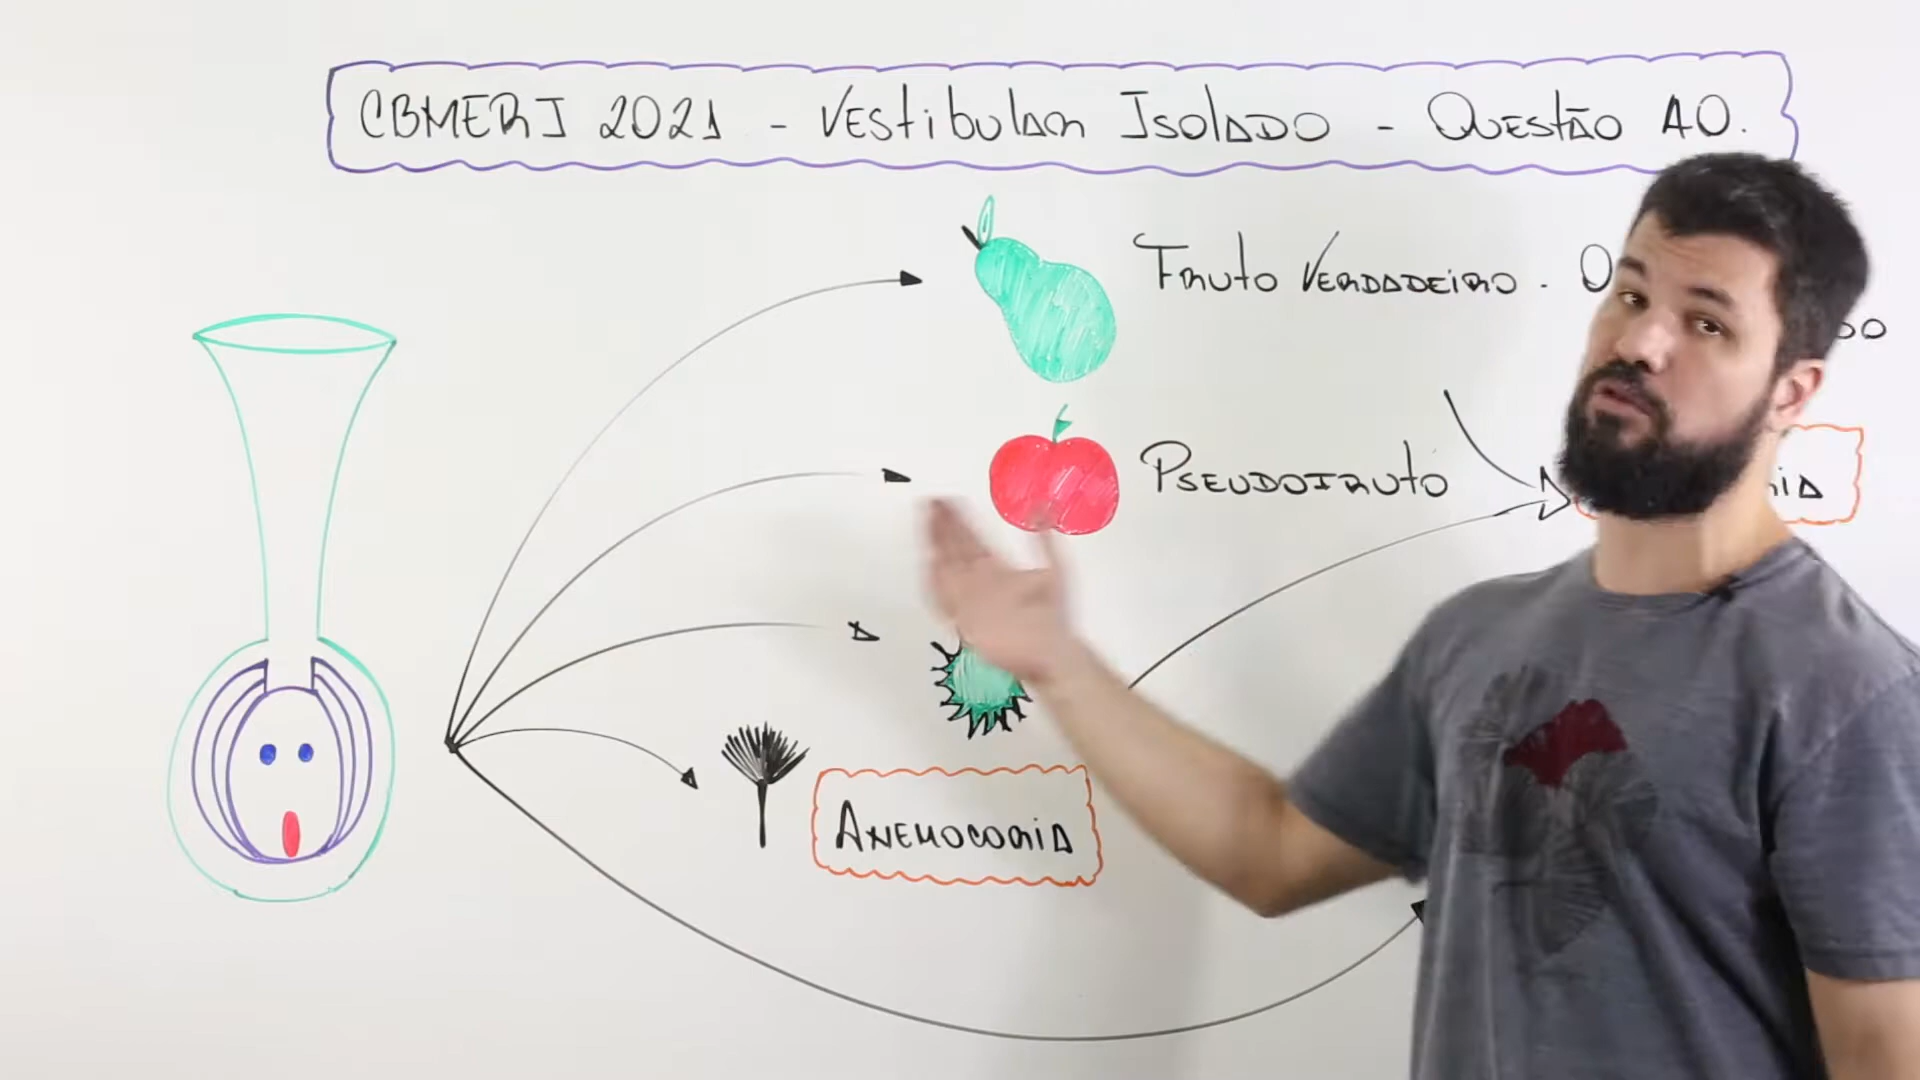 CBMERJ 2021 - Vestibular Isolado - Questão 40.
Fruto Verdadeiro.
Pseudofruto
Anemocoria